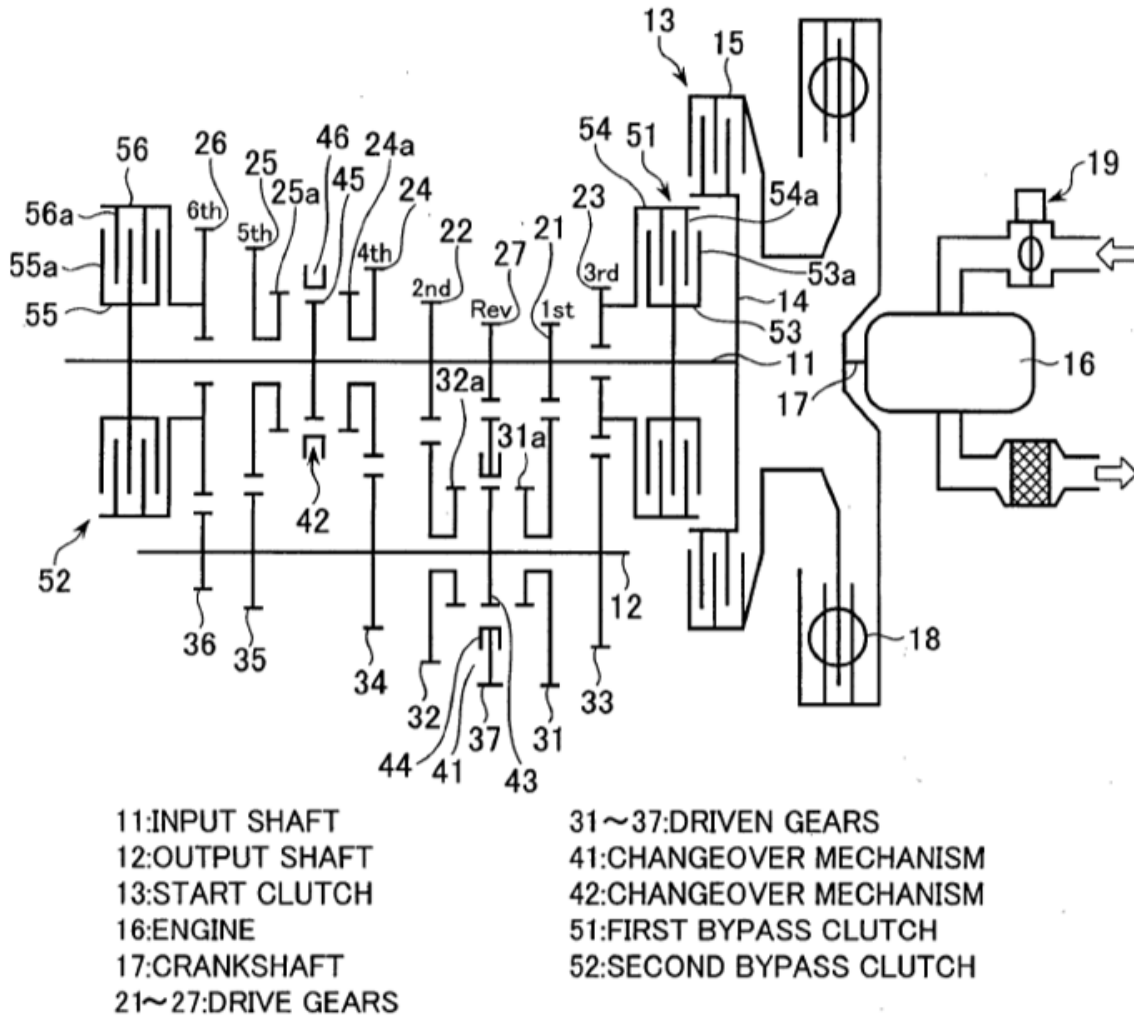 13 15
46 24a
56 26 25 45 24 54 51 19
25a 23
56a 6th 22 21 54a
5th 27
55a 4th 3rd 53a
2nd Rev 1st 14
55 53
11 16
32a 17
31a
42
52
12
36 35 34 18
32 33
37 31
44 41 43
11:INPUT SHAFT
12:OUTPUT SHAFT
13:START CLUTCH
16:ENGINE
17:CRANKSHAFT
21~27:DRIVE GEARS
31~37:DRIVEN GEARS
41:CHANGEOVER MECHANISM
42:CHANGEOVER MECHANISM
51:FIRST BYPASS CLUTCH
52:SECOND BYPASS CLUTCH